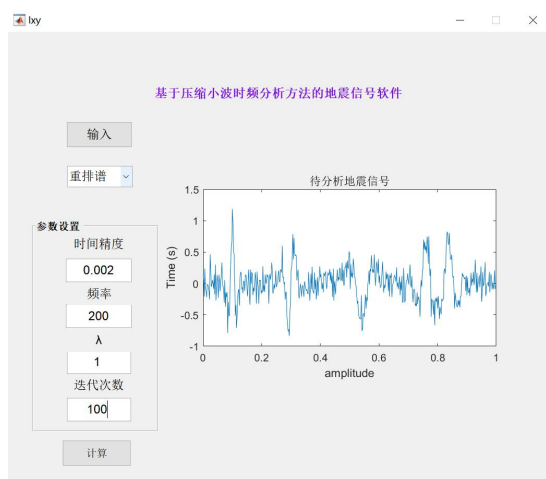 lxy
基于压缩小波时频分析方法的地震信号软件
输入
重排谱
参数设置
时间精度
0.002
频率
200
λ
1
迭代次数
100
计算
待分析地震信号
1.5
1
0.5
0
-0.5
-1
Time (s)
0 0.2 0.4 0.6 0.8 1
amplitude